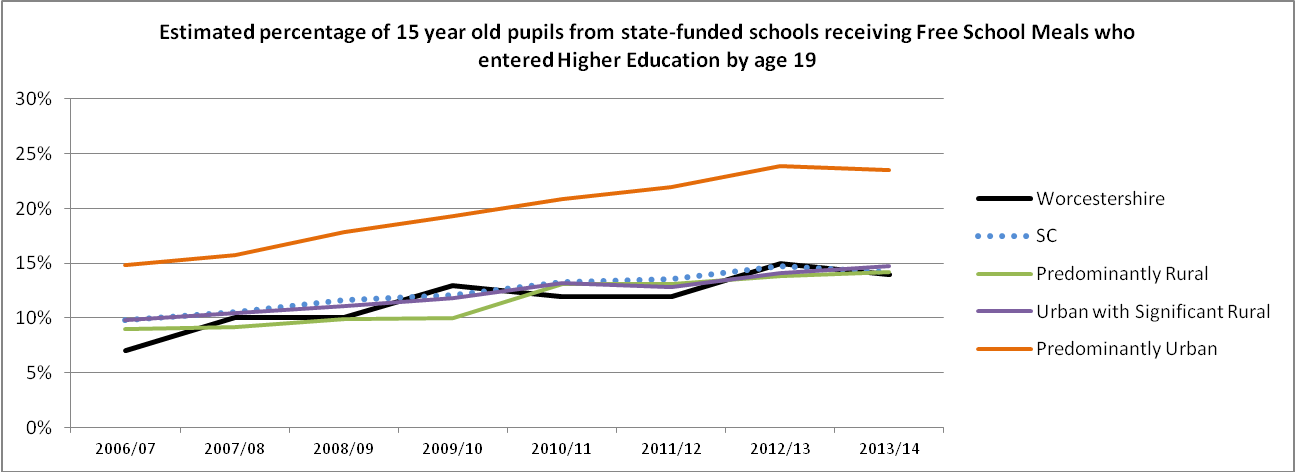 Estimated percentage of 15 year old pupils from state-funded schools receiving Free School Meals who
entered Higher Education by age 19
30%
25%
20%
15%
10%
5%
0%
2006/07 2007/08 2008/09 2009/10 2010/11 2011/12 2012/13 2013/14
Worcestershire
SC
Predominantly Rural
Urban with Significant Rural
Predominantly Urban